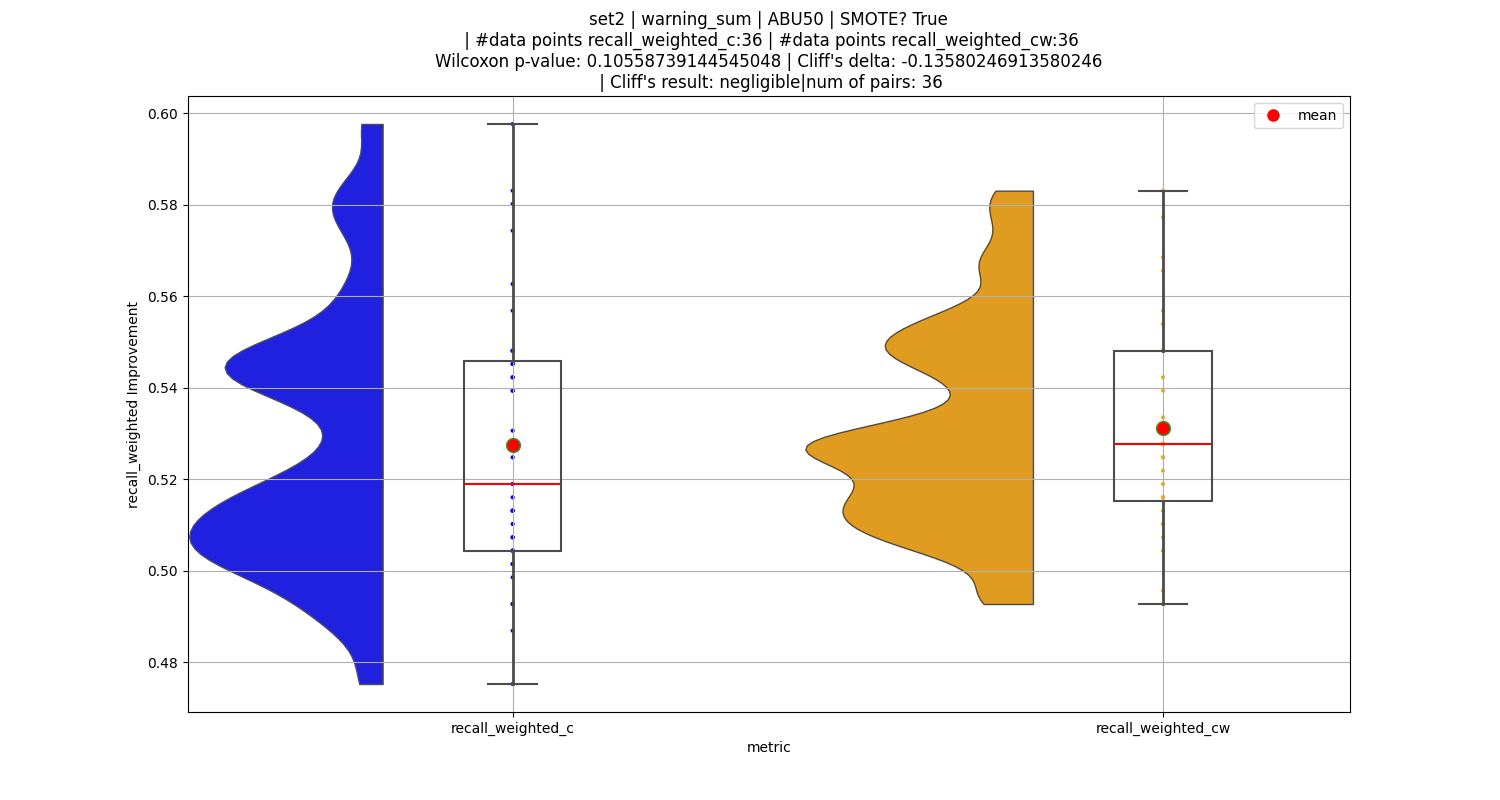 set2 | warning_sum | ABU50 | SMOTE? True
| #data points recall_weighted_c:36 | #data points recall_weighted_cw:36
Wilcoxon p-value: 0.10558739144545048 | Cliff's delta: -0.13580246913580246
| Cliff's result: negligible|num of pairs: 36
mean
0.60
0.58
0.56
0.54
0.52
0.50
0.48
recall_weighted Improvement
recall_weighted_c
recall_weighted_cw
metric